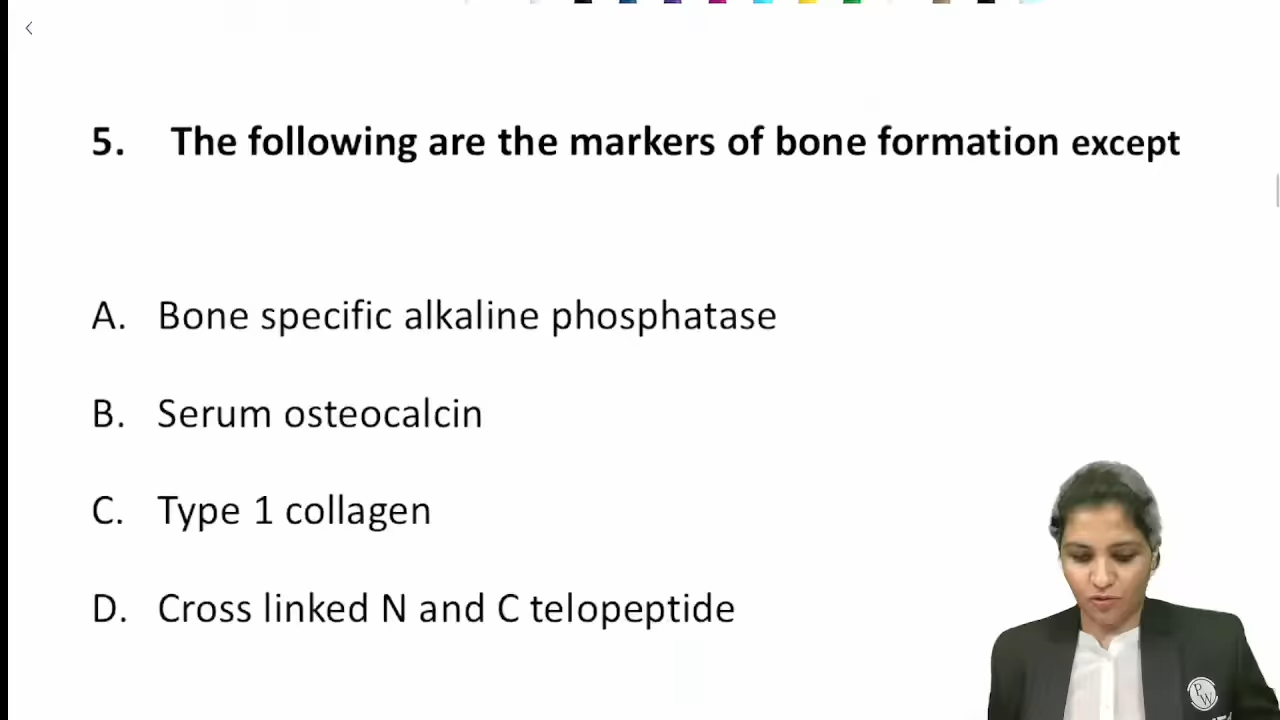 5. The following are the markers of bone formation except
A. Bone specific alkaline phosphatase
B. Serum osteocalcin
C. Type 1 collagen
D. Cross linked N and C telopeptide
PW